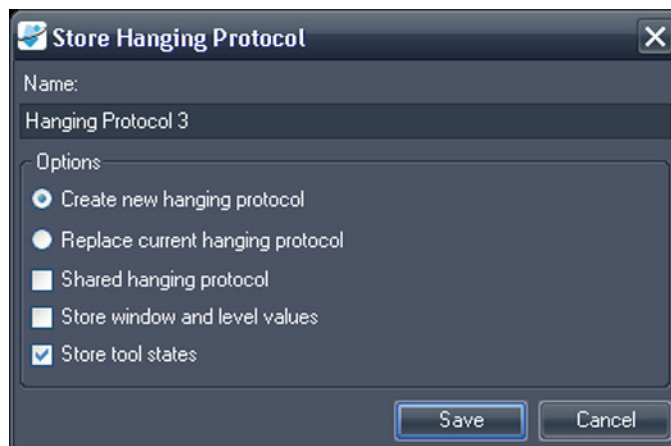 Store Hanging Protocol
Name:
Hanging Protocol 3
Options
Create new hanging protocol
Replace current hanging protocol
Shared hanging protocol
Store window and level values
Store tool states
Save Cancel